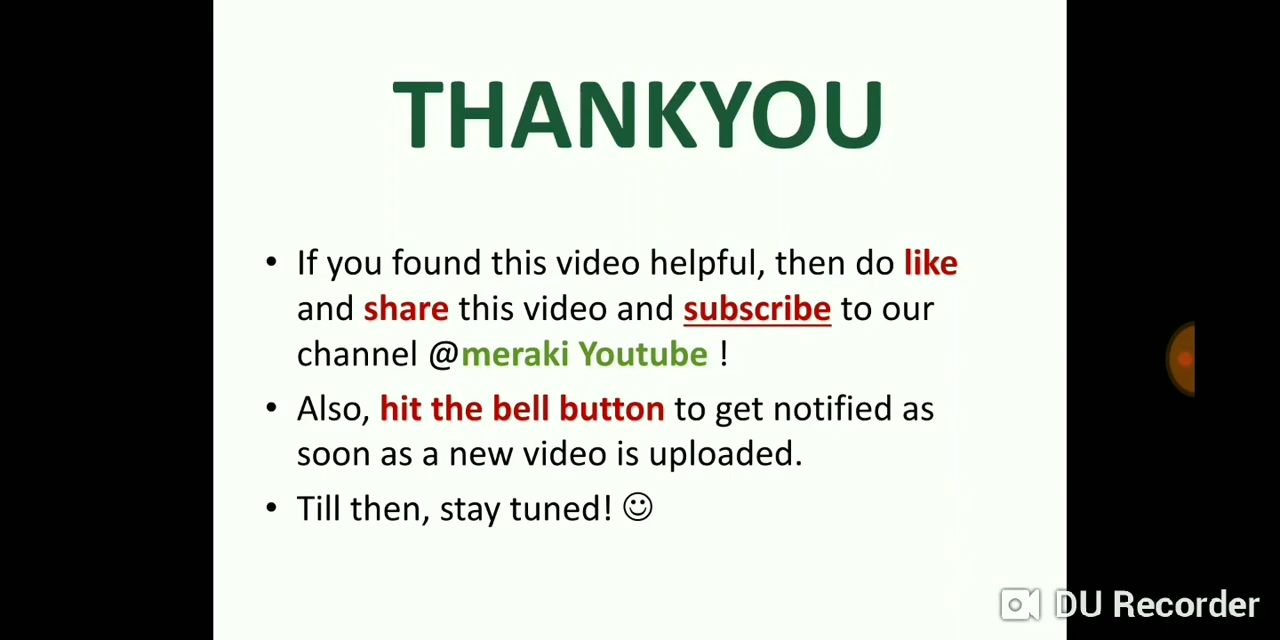 THANKYOU
• If you found this video helpful, then do like
and share this video and subscribe to our
channel @meraki Youtube !
• Also, hit the bell button to get notified as
soon as a new video is uploaded.
• Till then, stay tuned! ☺
DU Recorder